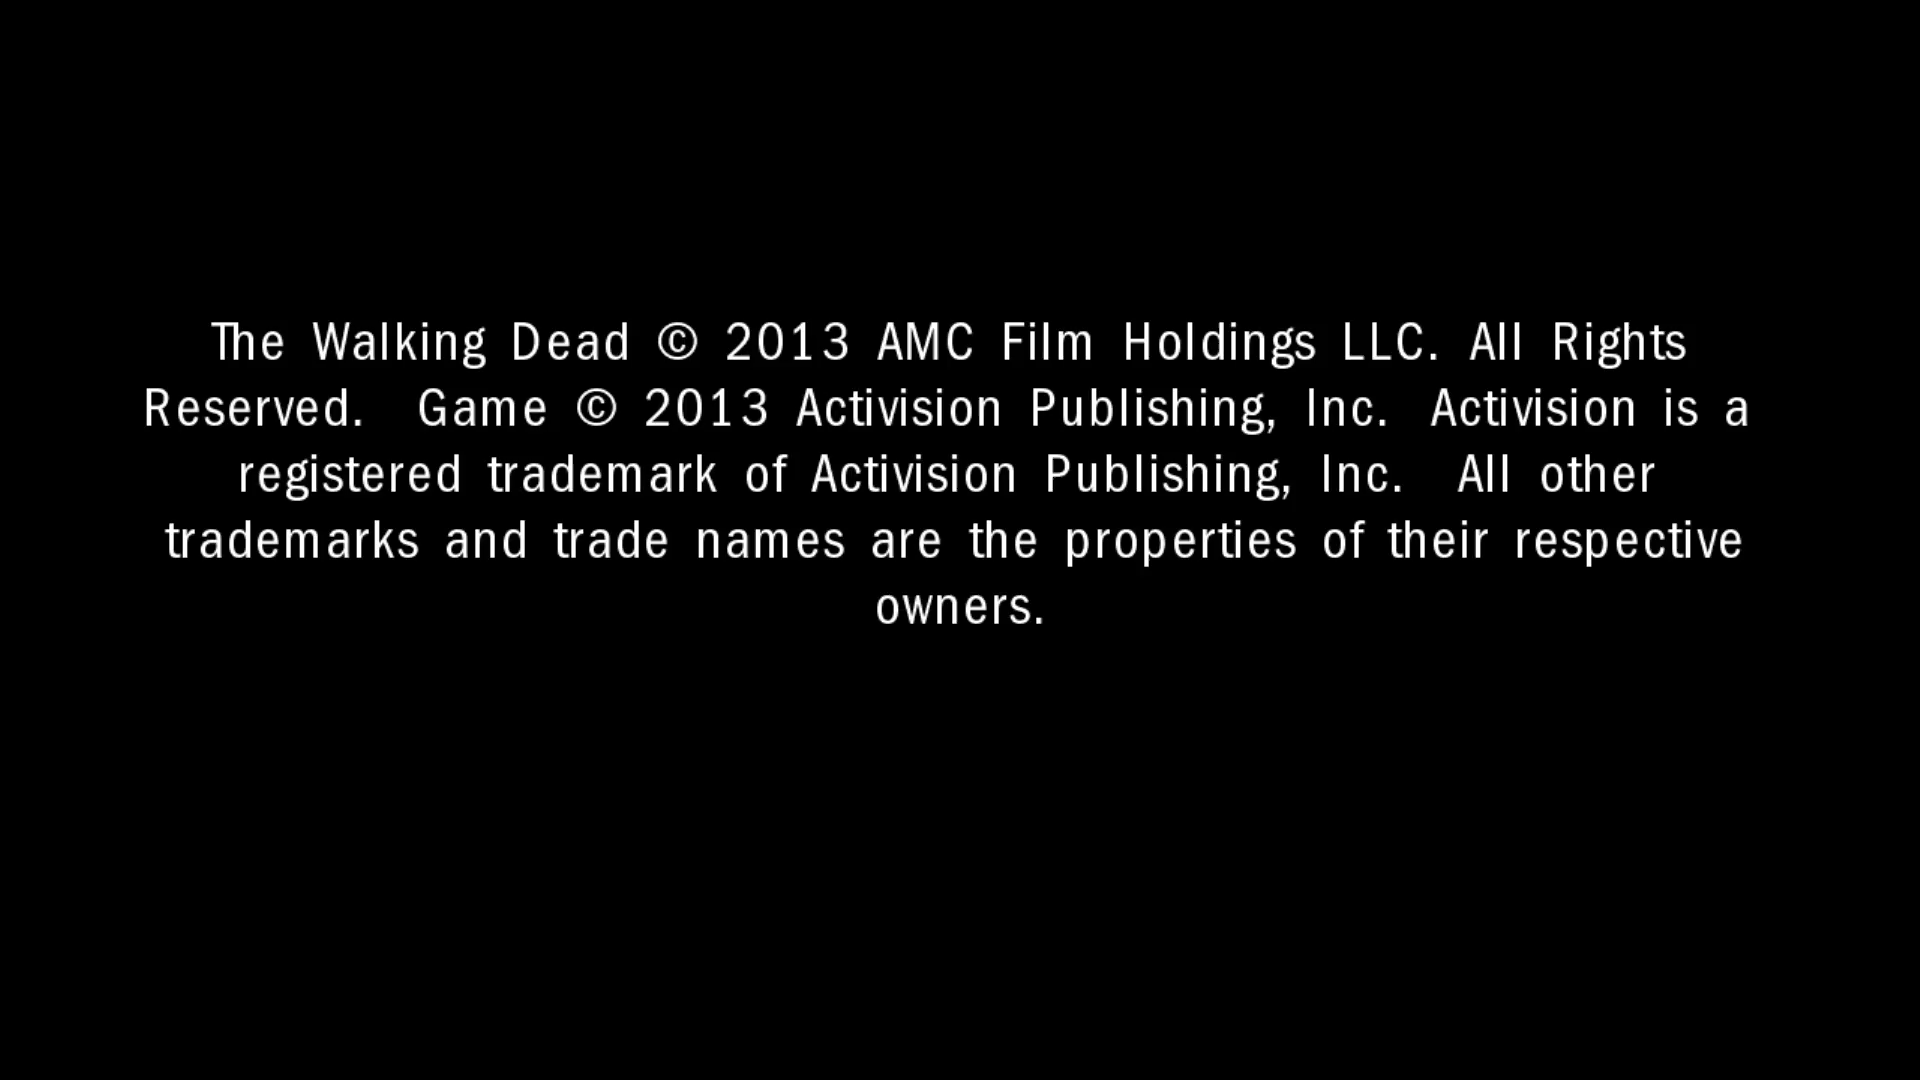 The Walking Dead © 2013 AMC Film Holdings LLC. All Rights
Reserved. Game © 2013 Activision Publishing, Inc. Activision is a
registered trademark of Activision Publishing, Inc. All other
trademarks and trade names are the properties of their respective
owners.